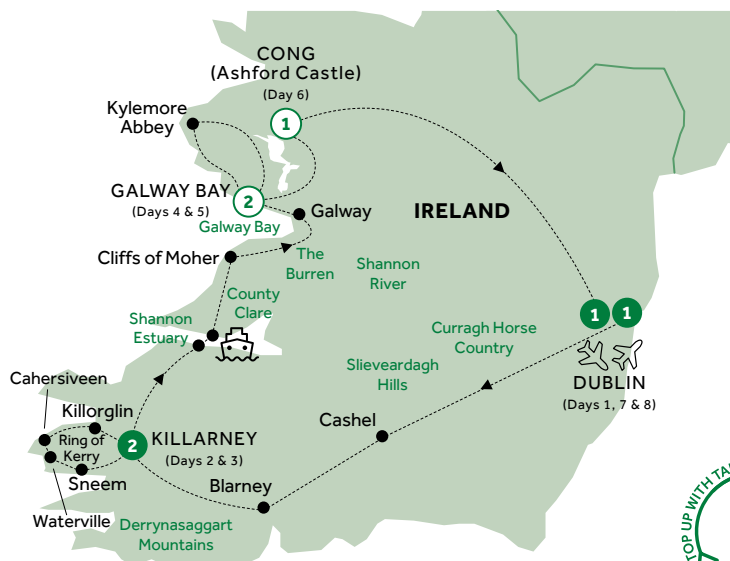 CONG
(Ashford Castle)
(Day 6)
1
Kylemore
Abbey
GALWAY BAY
(Days 4 & 5)
2
Galway Bay
Galway
IRELAND
Cliffs of Moher
The
Burren
Shannon
River
County
Clare
Shannon
Estuary
1
1
DUBLIN
(Days 1, 7 & 8)
Curragh Horse
Country
Slieveardagh
Hills
Cahersiveen
Killorglin
Ring of
Kerry
2
KILLARNEY
(Days 2 & 3)
Cashel
Sneem
Waterville
Blarney
Derrynasaggart
Mountains
TOP UP WITH